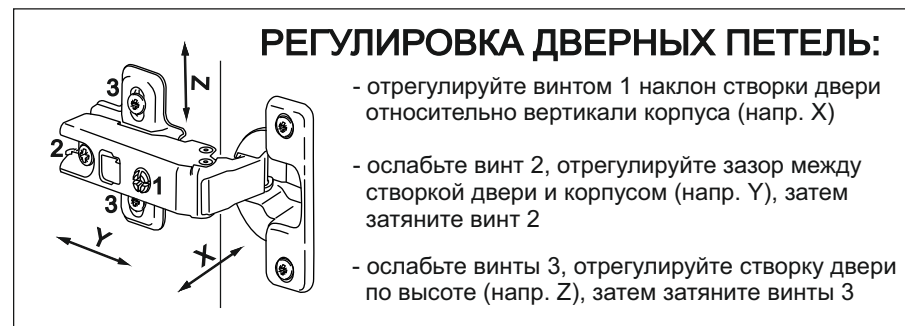 РЕГУЛИРОВКА ДВЕРНЫХ ПЕТЕЛЬ:
- отрегулируйте винтом 1 наклон створки двери
относительно вертикали корпуса (напр. X)
- ослабьте винт 2, отрегулируйте зазор между
створкой двери и корпусом (напр. Y), затем
затяните винт 2
- ослабьте винты 3, отрегулируйте створку двери
по высоте (напр. Z), затем затяните винты 3
3
Z
2
1
3
Y
X